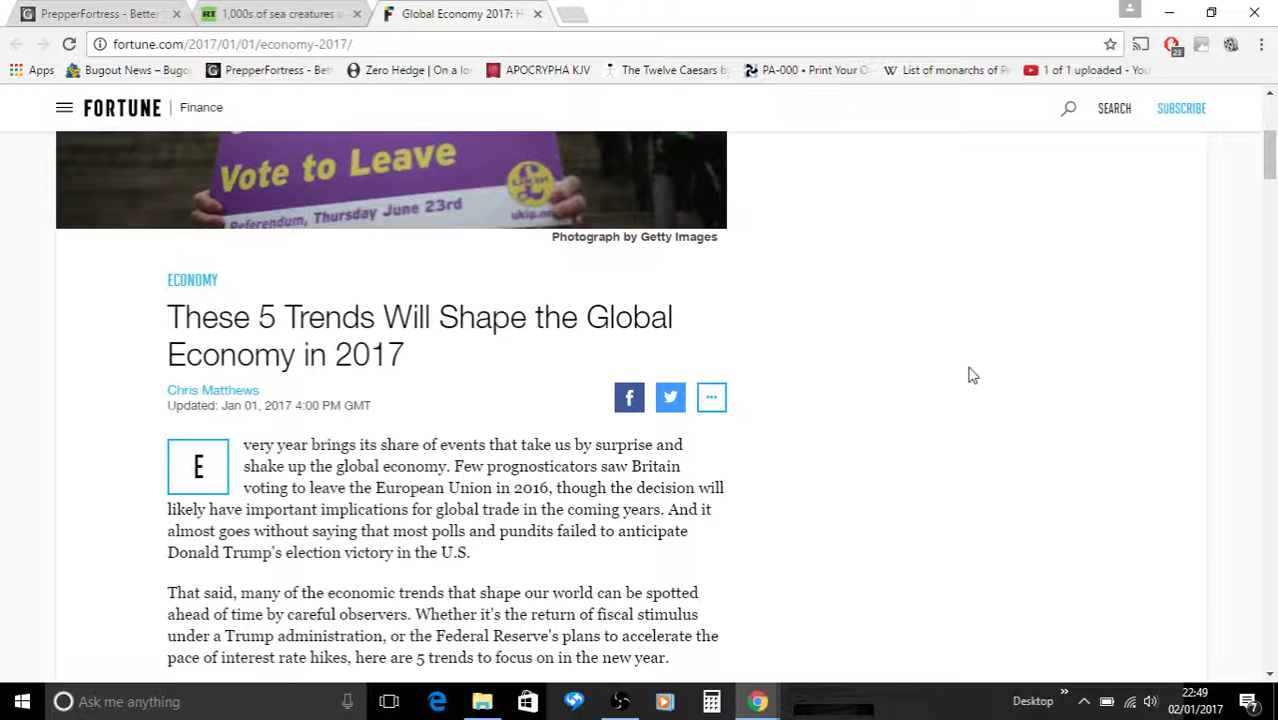 PrepperFortress - Better
1,000s of sea creatures
Global Economy 2017: H
fortune.com/2017/01/01/economy-2017/
23
Apps
Bugout News – Bugo
PrepperFortress - Bet
Zero Hedge | On a lo
APOCRYPHA KJV
The Twelve Caesars b
PA-000 • Print Your O
List of monarchs of Pe
1 of 1 uploaded - You
FORTUNE | Finance
SEARCH
SUBSCRIBE
Vote to Leave
Referendum, Thursday June 23rd
Photograph by Getty Images
ECONOMY
These 5 Trends Will Shape the Global
Economy in 2017
Chris Matthews
Updated: Jan 01, 2017 4:00 PM GMT
Every year brings its share of events that take us by surprise and
shake up the global economy. Few prognosticators saw Britain
voting to leave the European Union in 2016, though the decision will
likely have important implications for global trade in the coming years. And it
almost goes without saying that most polls and pundits failed to anticipate
Donald Trump's election victory in the U.S.
That said, many of the economic trends that shape our world can be spotted
ahead of time by careful observers. Whether it's the return of fiscal stimulus
under a Trump administration, or the Federal Reserve's plans to accelerate the
pace of interest rate hikes, here are 5 trends to focus on in the new year.
Ask me anything
Desktop
22:49
02/01/2017
7